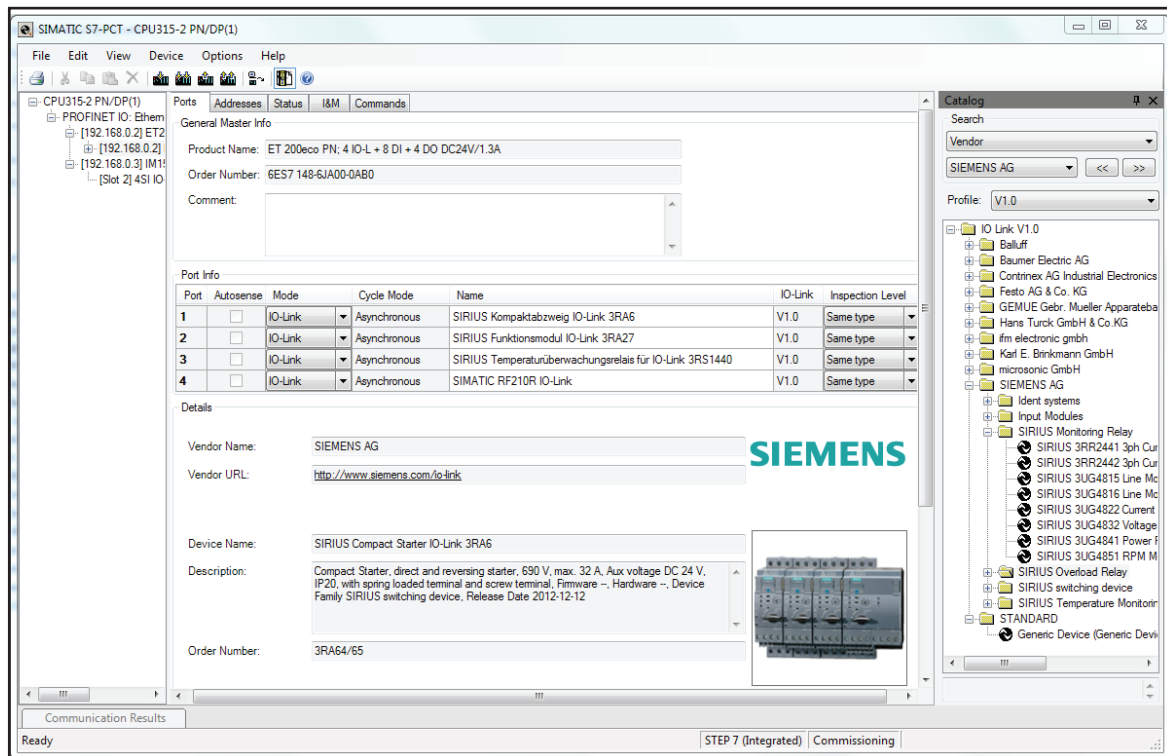 SIMATIC S7-PCT - CPU315-2 PN/DP(1)
File Edit View Device Options Help
CPU315-2 PN/DP(1)
PROFINET IO: Ethern
[192.168.0.2] ET2
[192.168.0.2]
[192.168.0.3] IM15
[Slot 2] 4SI IO-
Ports Addresses Status I&M Commands
General Master Info
Product Name: ET 200eco PN; 4 IO-L + 8 DI + 4 DO DC24V/1.3A
Order Number: 6ES7 148-6JA00-0AB0
Comment:
Port Info
Port Autosense Mode Cycle Mode Name IO-Link Inspection Level
1 IO-Link Asynchronous SIRIUS Kompaktabzweig IO-Link 3RA6 V1.0 Same type
2 IO-Link Asynchronous SIRIUS Funktionsmodul IO-Link 3RA27 V1.0 Same type
3 IO-Link Asynchronous SIRIUS Temperaturüberwachungsrelais für IO-Link 3RS1440 V1.0 Same type
4 IO-Link Asynchronous SIMATIC RF210R IO-Link V1.0 Same type
Details
Vendor Name: SIEMENS AG
SIEMENS
Vendor URL: http://www.siemens.com/io-link
Device Name: SIRIUS Compact Starter IO-Link 3RA6
Description: Compact Starter, direct and reversing starter, 690 V, max. 32 A, Aux voltage DC 24 V,
IP20, with spring loaded teminal and screw teminal, Firmware --, Hardware --, Device
Family SIRIUS switching device, Release Date 2012-12-12
Order Number: 3RA64/65
Catalog
Search
Vendor
SIEMENS AG << >>
Profile: V1.0
IO Link V1.0
Balluff
Baumer Electric AG
Contrinex AG Industrial Electronics
Festo AG & Co. KG
GEMUE Gebr. Mueller Apparateba
Hans Turck GmbH & Co.KG
ifm electronic gmbh
Karl E. Brinkmann GmbH
microsonic GmbH
SIEMENS AG
Ident systems
Input Modules
SIRIUS Monitoring Relay
SIRIUS 3RR2441 3ph Cur
SIRIUS 3RR2442 3ph Cur
SIRIUS 3UG4815 Line Mo
SIRIUS 3UG4816 Line Mo
SIRIUS 3UG4822 Current
SIRIUS 3UG4832 Voltage
SIRIUS 3UG4841 Power F
SIRIUS 3UG4851 RPM M
SIRIUS Overload Relay
SIRIUS switching device
SIRIUS Temperature Monitorin
STANDARD
Generic Device (Generic Devi
Communication Results
Ready STEP 7 (Integrated) Commissioning